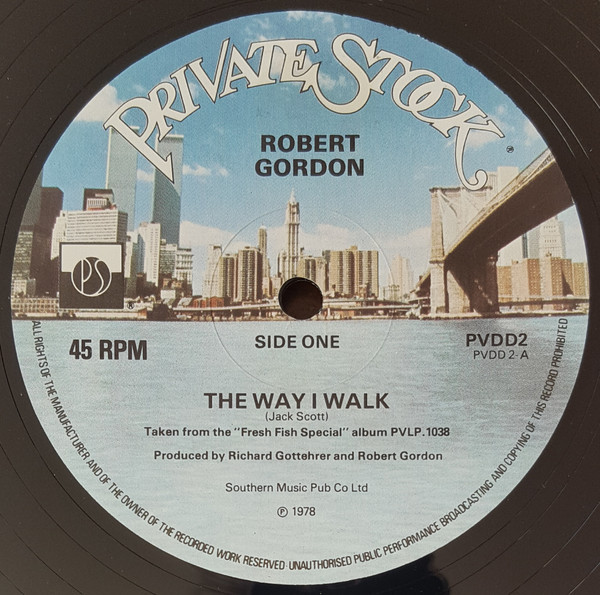 PRIVATE STOCK
ROBERT
GORDON
PS
®
45 RPM
SIDE ONE
PVDD2
PVDD 2-A
THE WAY I WALK
(Jack Scott)
Taken from the "Fresh Fish Special" album PVLP.1038
Produced by Richard Gottehrer and Robert Gordon
Southern Music Pub Co Ltd
℗ 1978
ALL RIGHTS OF THE MANUFACTURER AND OF THE OWNER OF THE RECORDED WORK RESERVED UNAUTHORISED PUBLIC PERFORMANCE BROADCASTING AND COPYING OF THIS RECORD PROHIBITED